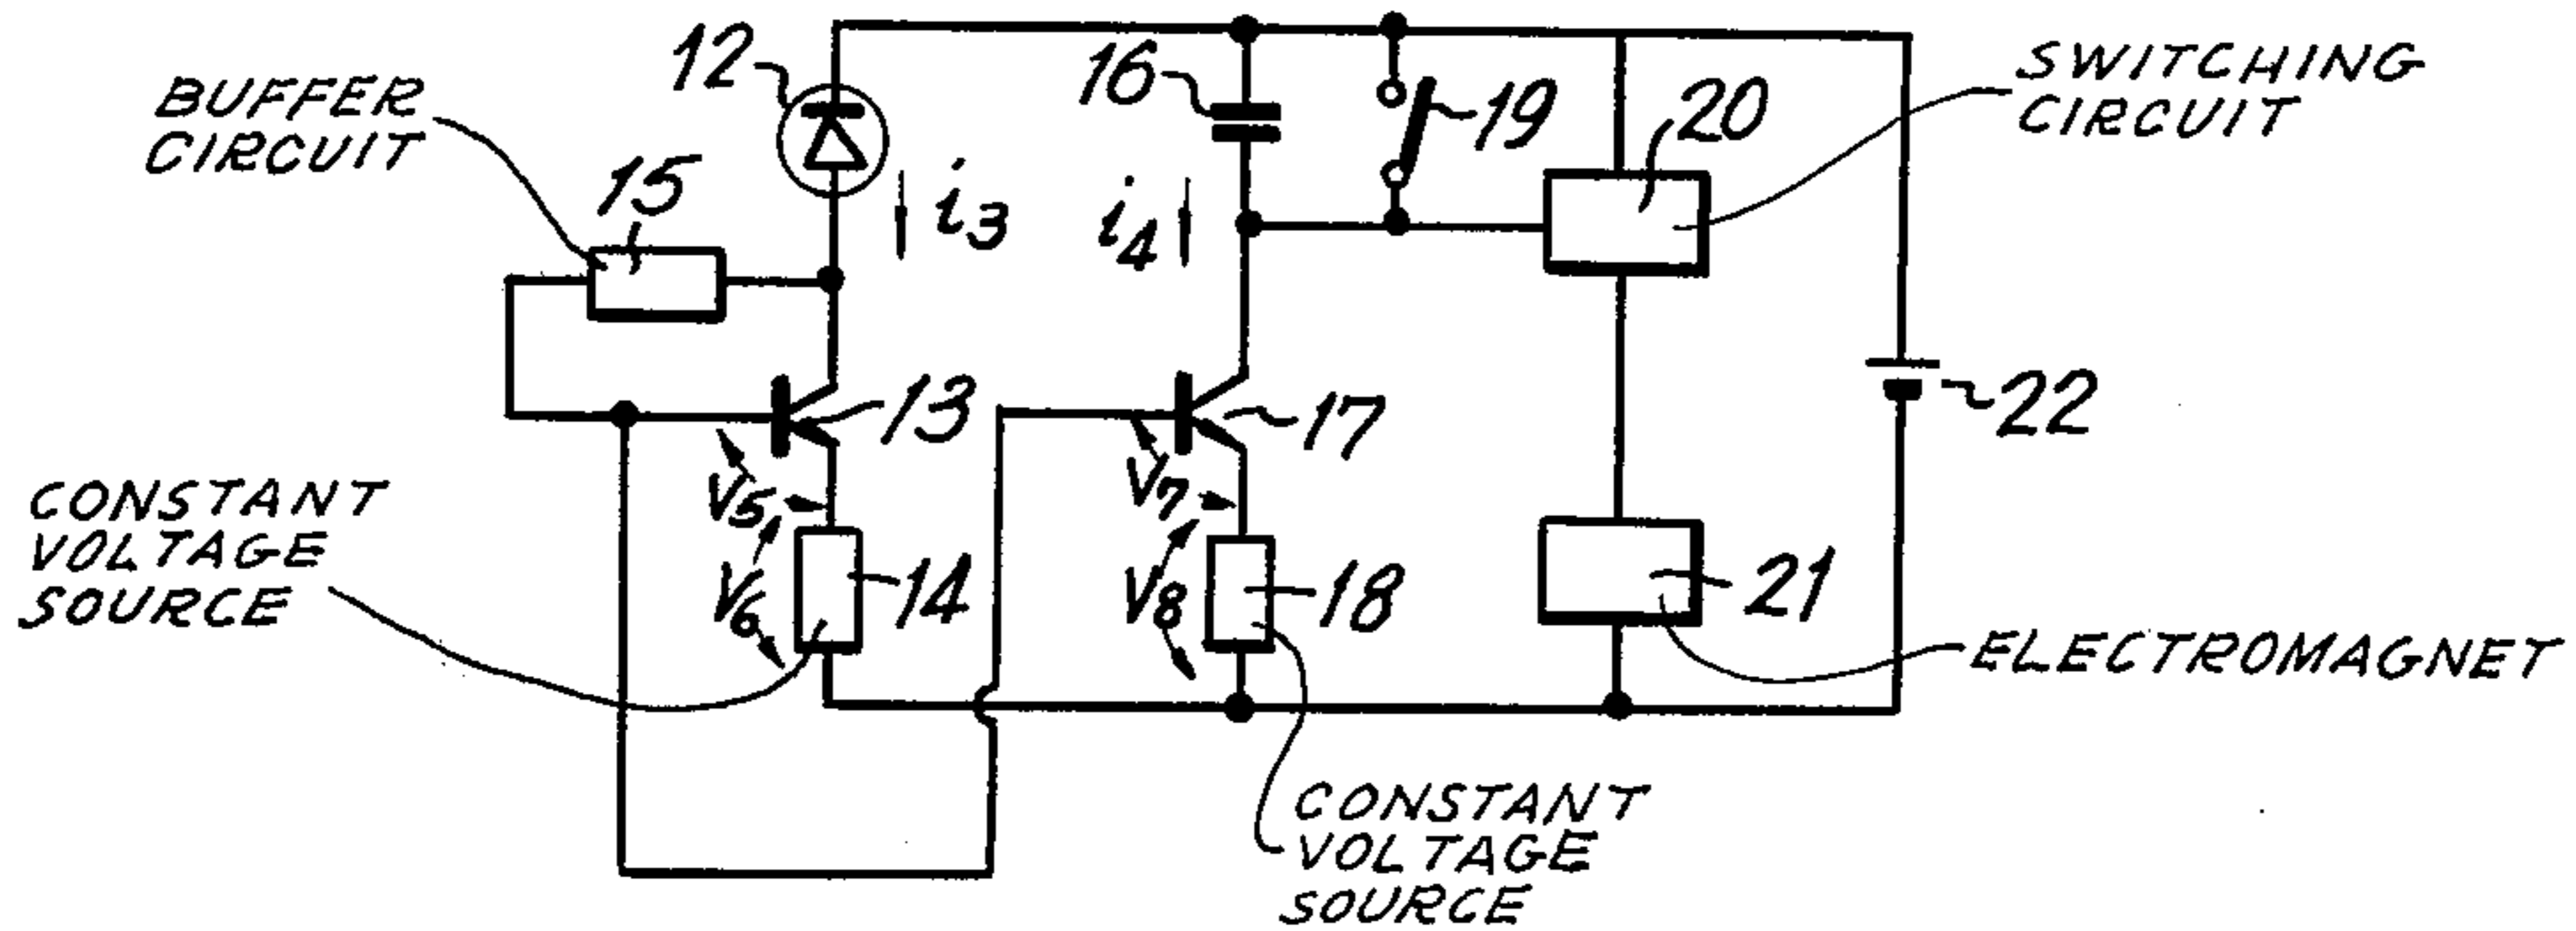 BUFFER
CIRCUIT
12
15
i3
16
i4
19
20
SWITCHING
CIRCUIT
13
17
22
CONSTANT
VOLTAGE
SOURCE
V5
V6
14
V7
V8
18
21
ELECTROMAGNET
CONSTANT
VOLTAGE
SOURCE